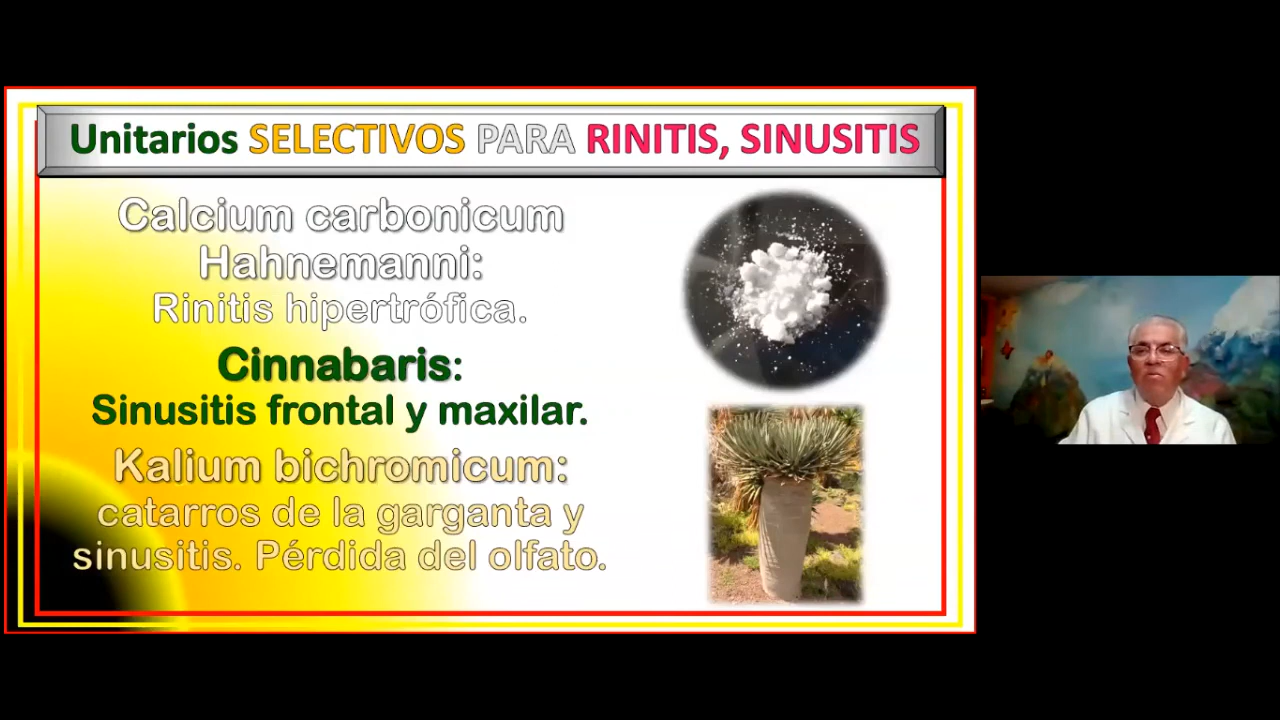 Unitarios SELECTIVOS PARA RINITIS, SINUSITIS
Calcium carbonicum
Hahnemanni:
Rinitis hipertrófica.
Cinnabaris:
Sinusitis frontal y maxilar.
Kalium bichromicum:
catarros de la garganta y
sinusitis. Pérdida del olfato.